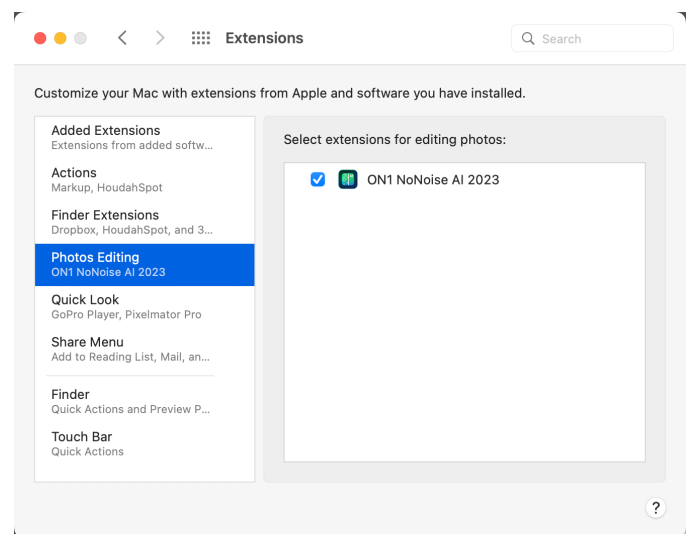 Extensions
Search
Customize your Mac with extensions from Apple and software you have installed.
Added Extensions
Extensions from added softw...
Actions
Markup, HoudahSpot
Finder Extensions
Dropbox, HoudahSpot, and 3...
Photos Editing
ON1 NoNoise AI 2023
Quick Look
GoPro Player, Pixelmator Pro
Share Menu
Add to Reading List, Mail, an...
Finder
Quick Actions and Preview P...
Touch Bar
Quick Actions
Select extensions for editing photos:
ON1 NoNoise AI 2023
?